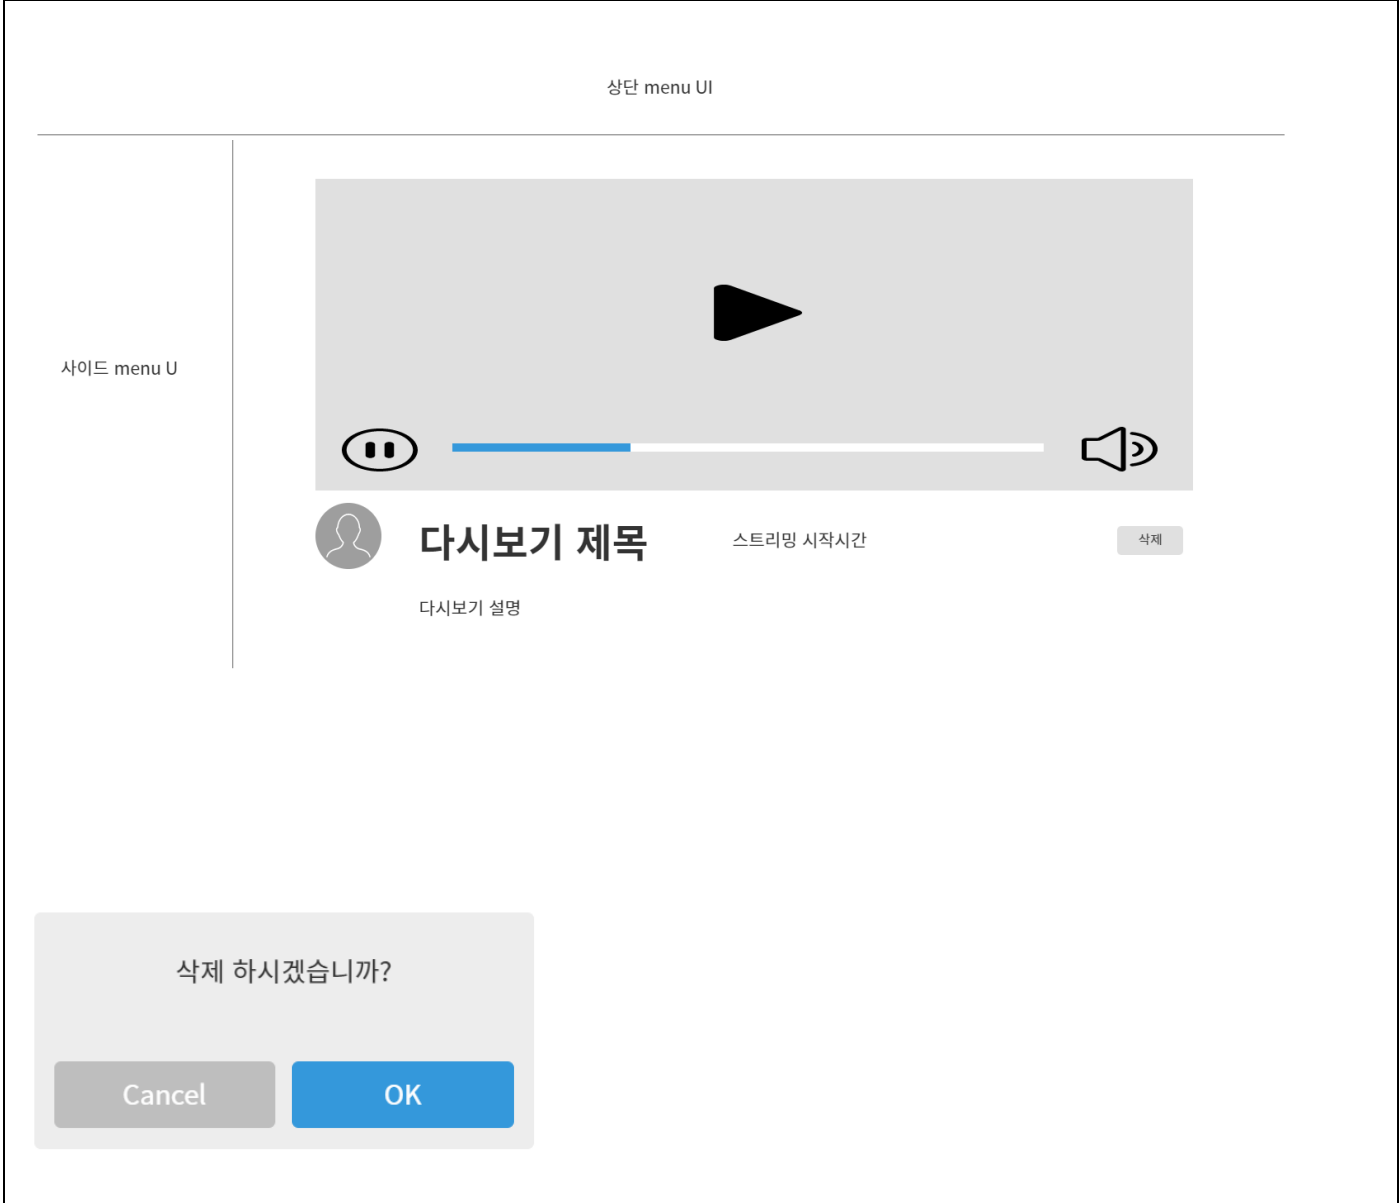 상단 menu UI
사이드 menu U
다시보기 제목
스트리밍 시작시간
삭제
다시보기 설명
삭제 하시겠습니까?
Cancel
OK